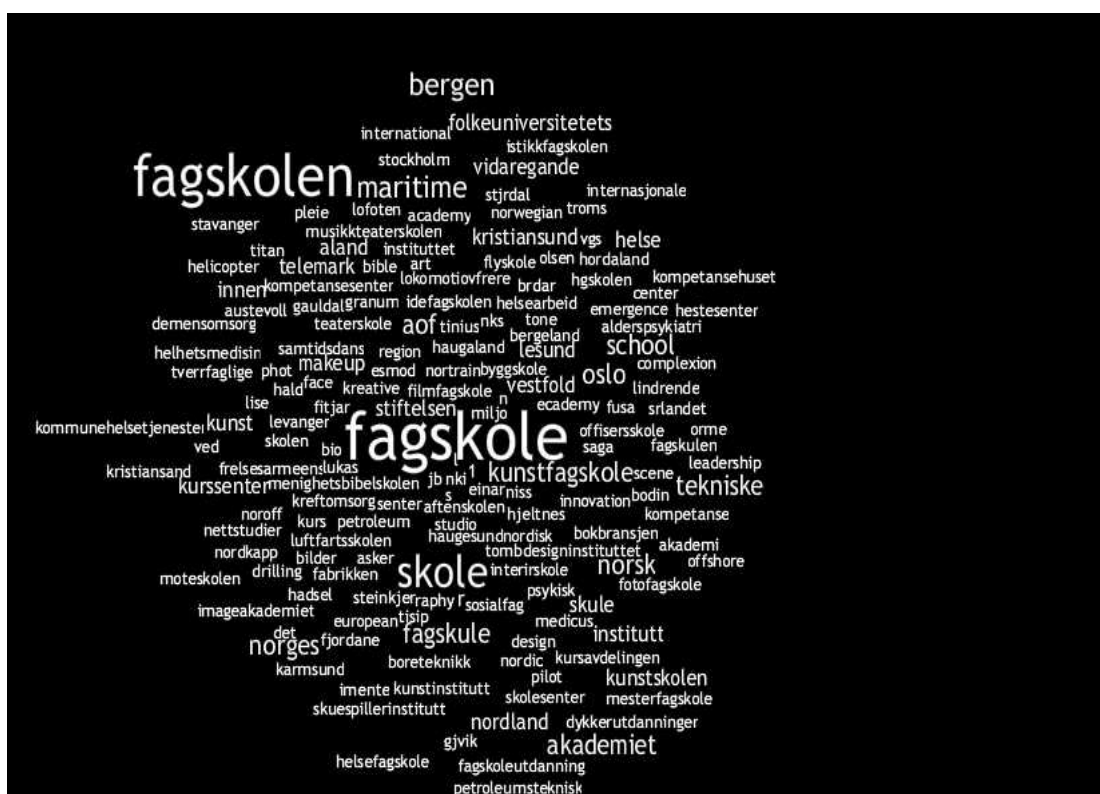 bergen
international folkeuniversitetets
istikkfagskolen
stockholm vidaregande
fagskolen maritime stjrdal internasjonale
pleie lofoten academy norwegian troms
stavanger musikkteaterskolen kristiansund vgs helse
titan aland instituttet
helicopter telemark bible art flyskole olsen hordaland
innen kompetansesenter lokomotivfrere brdar hgskolen kompetansehuset
center
austevoll gauldal granum idefagskolen helsearbeid emergence hestesenter
demensomsorg teaterskole aof tinius nks tone alderspsykiatri
bergeland
helhetsmedisin samtidsdans region haugaland lesund school
tverrfaglige phot makeup esmod nortrain byggskole oslo complexion
hald face kreative filmfagskole vestfold lindrende
n
lise fitjar stiftelsen miljo ecademy fusa srlandet
kommunehelsetjenester kunst levanger fagskole offisersskole orme
ved skolen bio saga fagskulen
l
kristiansand frelsesarmeens lukas jb nki 1 kunstfagskole scene leadership
kurssenter menighetsbibelskolen einar niss tekniske
kreftomsorg senter s aftenskolen innovation bodin
noroff kurs petroleum studio hjeltnes kompetanse
nettstudier luftfartsskolen haugesund nordisk bokbransjen
nordkapp bilder asker tombdesigninstituttet akademi
moteskolen drilling fabrikken skole interirskole norsk offshore
fotofagskole
hadsel steinkjer raphy r sosialfag psykisk
imageakademiet skule
european tjsip medicus
det fjordane fagskule design institutt
norges
karmsund boreteknikk nordic kursavdelingen
pilot kunstskolen
imente kunstinstitutt skolesenter mesterfagskole
skuespillerinstitutt
nordland dykkerutdanninger
gjvik akademiet
helsefagskole fagskoleutdanning
petroleumsteknisk